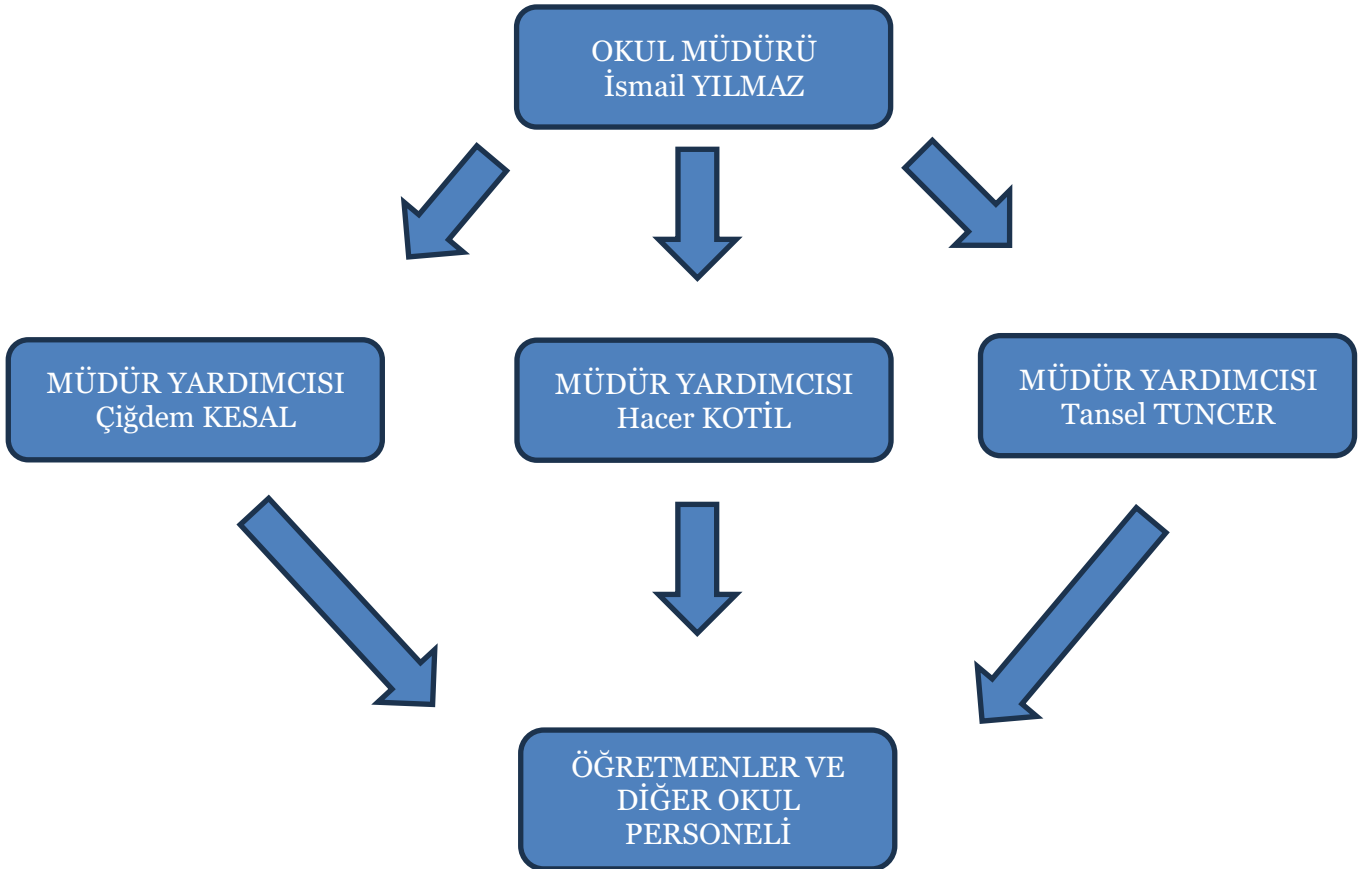 OKUL MÜDÜRÜ
İsmail YILMAZ
MÜDÜR YARDIMCISI
Çiğdem KESAL
MÜDÜR YARDIMCISI
Hacer KOTİL
MÜDÜR YARDIMCISI
Tansel TUNCER
ÖĞRETMENLER VE
DİĞER OKUL
PERSONELİ